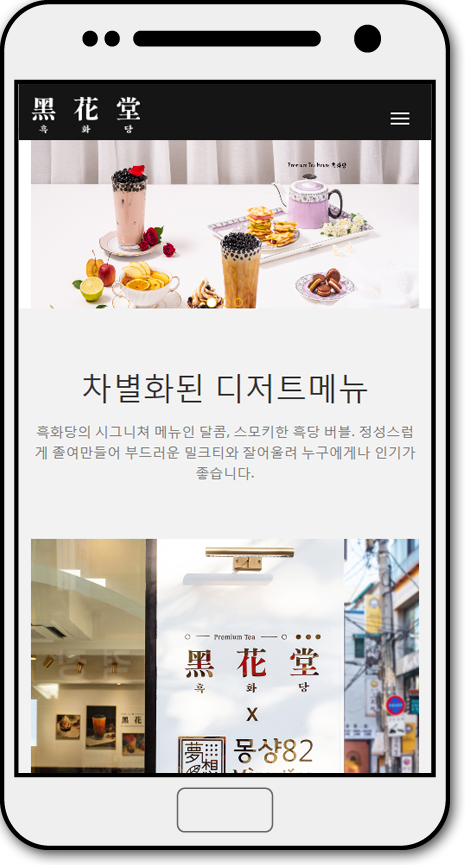 黑 花 堂
흑 화 당
Premium Tea House 흑화당
차별화된 디저트메뉴
흑화당의 시그니쳐 메뉴인 달콤, 스모키한 흑당 버블. 정성스럽
게 졸여만들어 부드러운 밀크티와 잘어울려 누구에게나 인기가
좋습니다.
Premium Tea
黑 花 堂
흑 화 당
X
夢想
몽상82